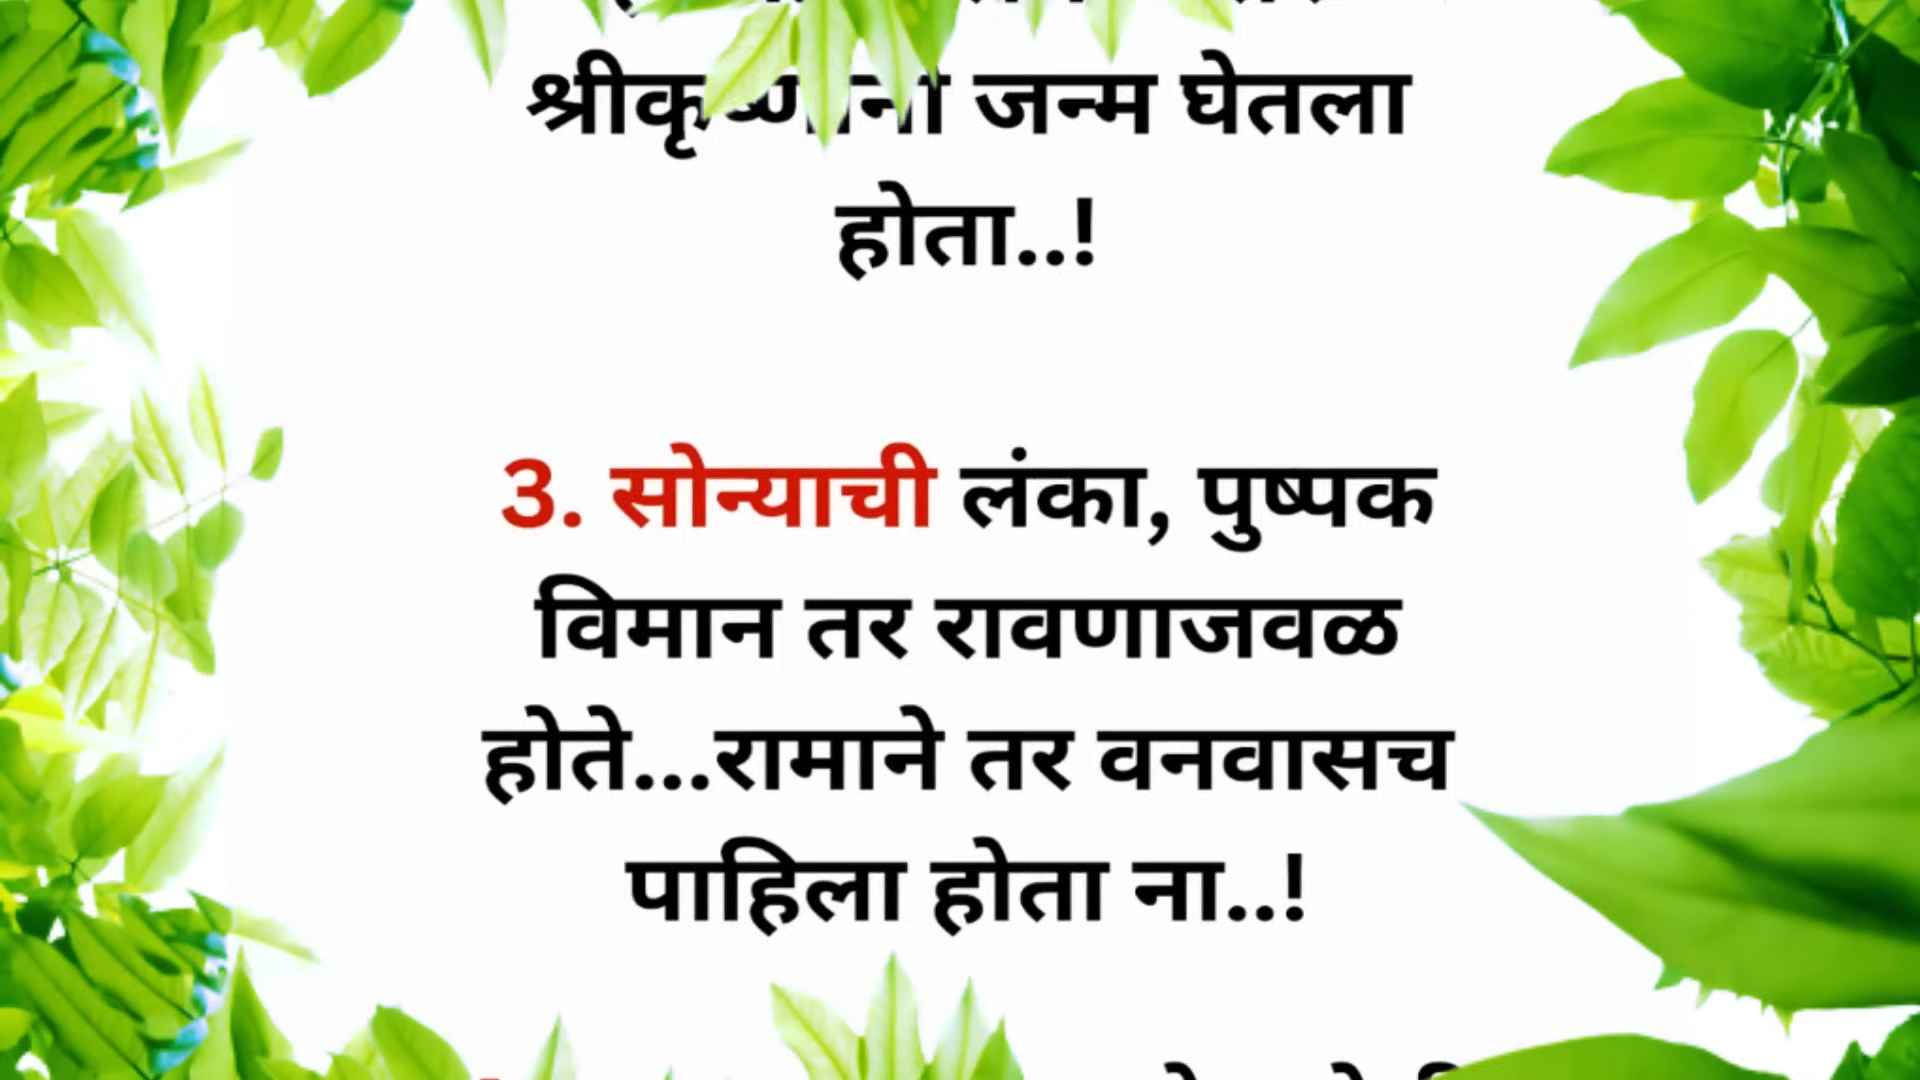 श्रीकृष्णांनी जन्म घेतला
होता..!
3. सोन्याची लंका, पुष्पक
विमान तर रावणाजवळ
होते...रामाने तर वनवासच
पाहिला होता ना..!